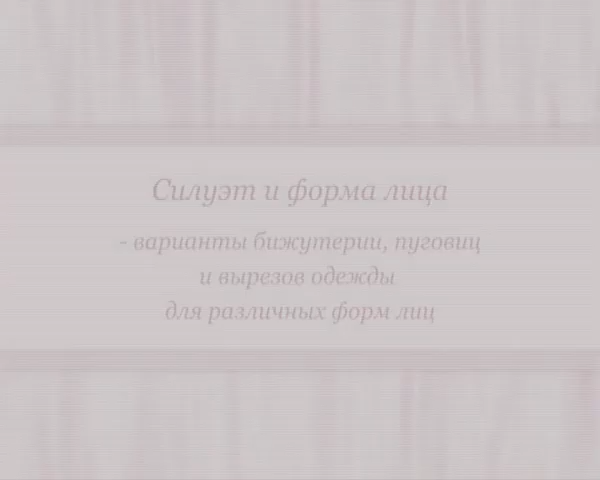 Силуэт и форма лица
- варианты бижутерии, пуговиц
и вырезов одежды
для различных форм лиц